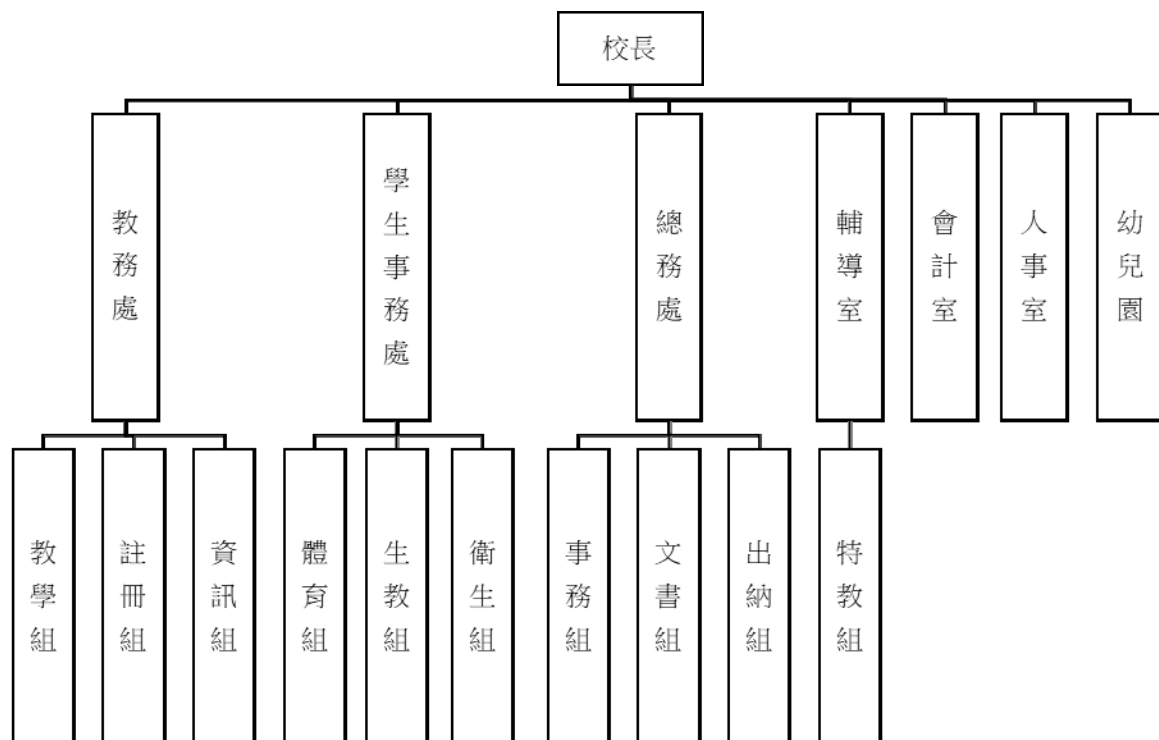 校長
教務處
學生事務處
總務處
輔導室
會計室
人事室
幼兒園
教學組
註冊組
資訊組
體育組
生教組
衛生組
事務組
文書組
出納組
特教組